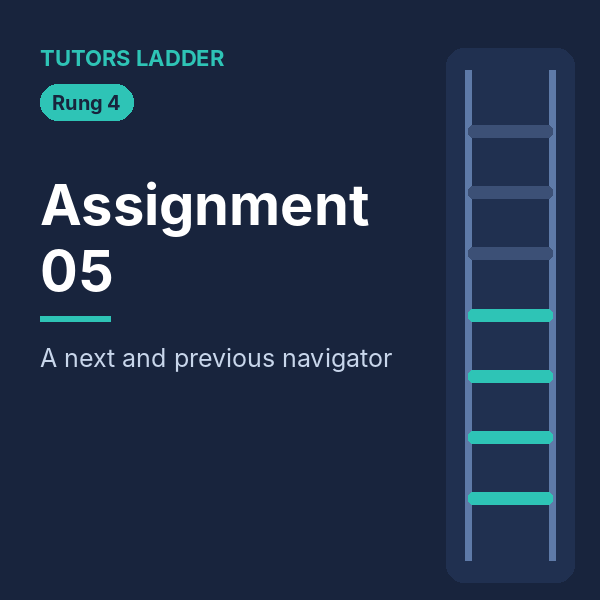 TUTORS LADDER
Rung 4
Assignment
05
A next and previous navigator